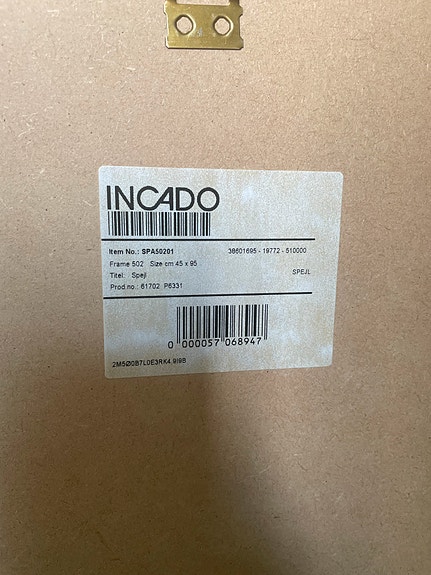 INCADO
Item No.: SPA50201 38601695 - 19772 - 510000
Frame 502 Size cm 45 x 95
Titel: Spejl SPEJL
Prod no.: 61702 P6331
0 000057 068947
2M5Ø0B7L0E3RK4.9I9B